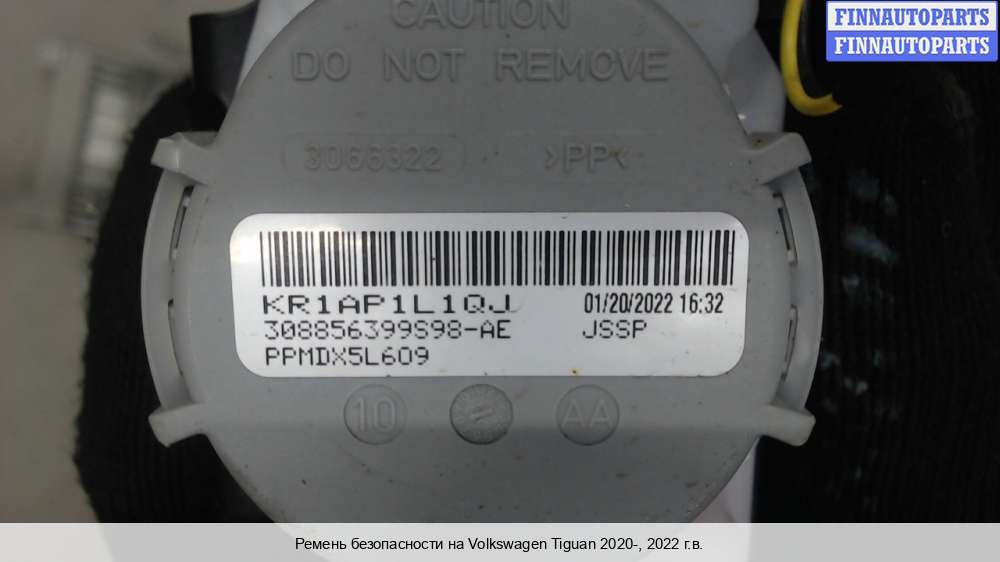 CAUTION
DO NOT REMOVE
FINNAUTOPARTS
FINNAUTOPARTS
3066322
>PP<
KR1AP1L1QJ
01/20/2022 16:32
308856399S98-AE
JSSP
PPMDX5L609
10
AA
Ремень безопасности на Volkswagen Tiguan 2020-, 2022 г.в.